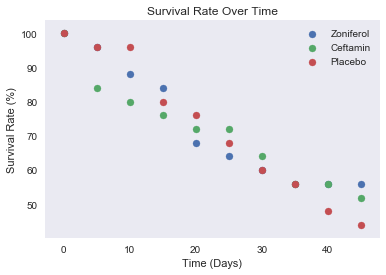 Survival Rate Over Time
Zoniferol
Ceftamin
Placebo
100
90
80
70
60
50
Survival Rate (%)
0
10
20
30
40
Time (Days)